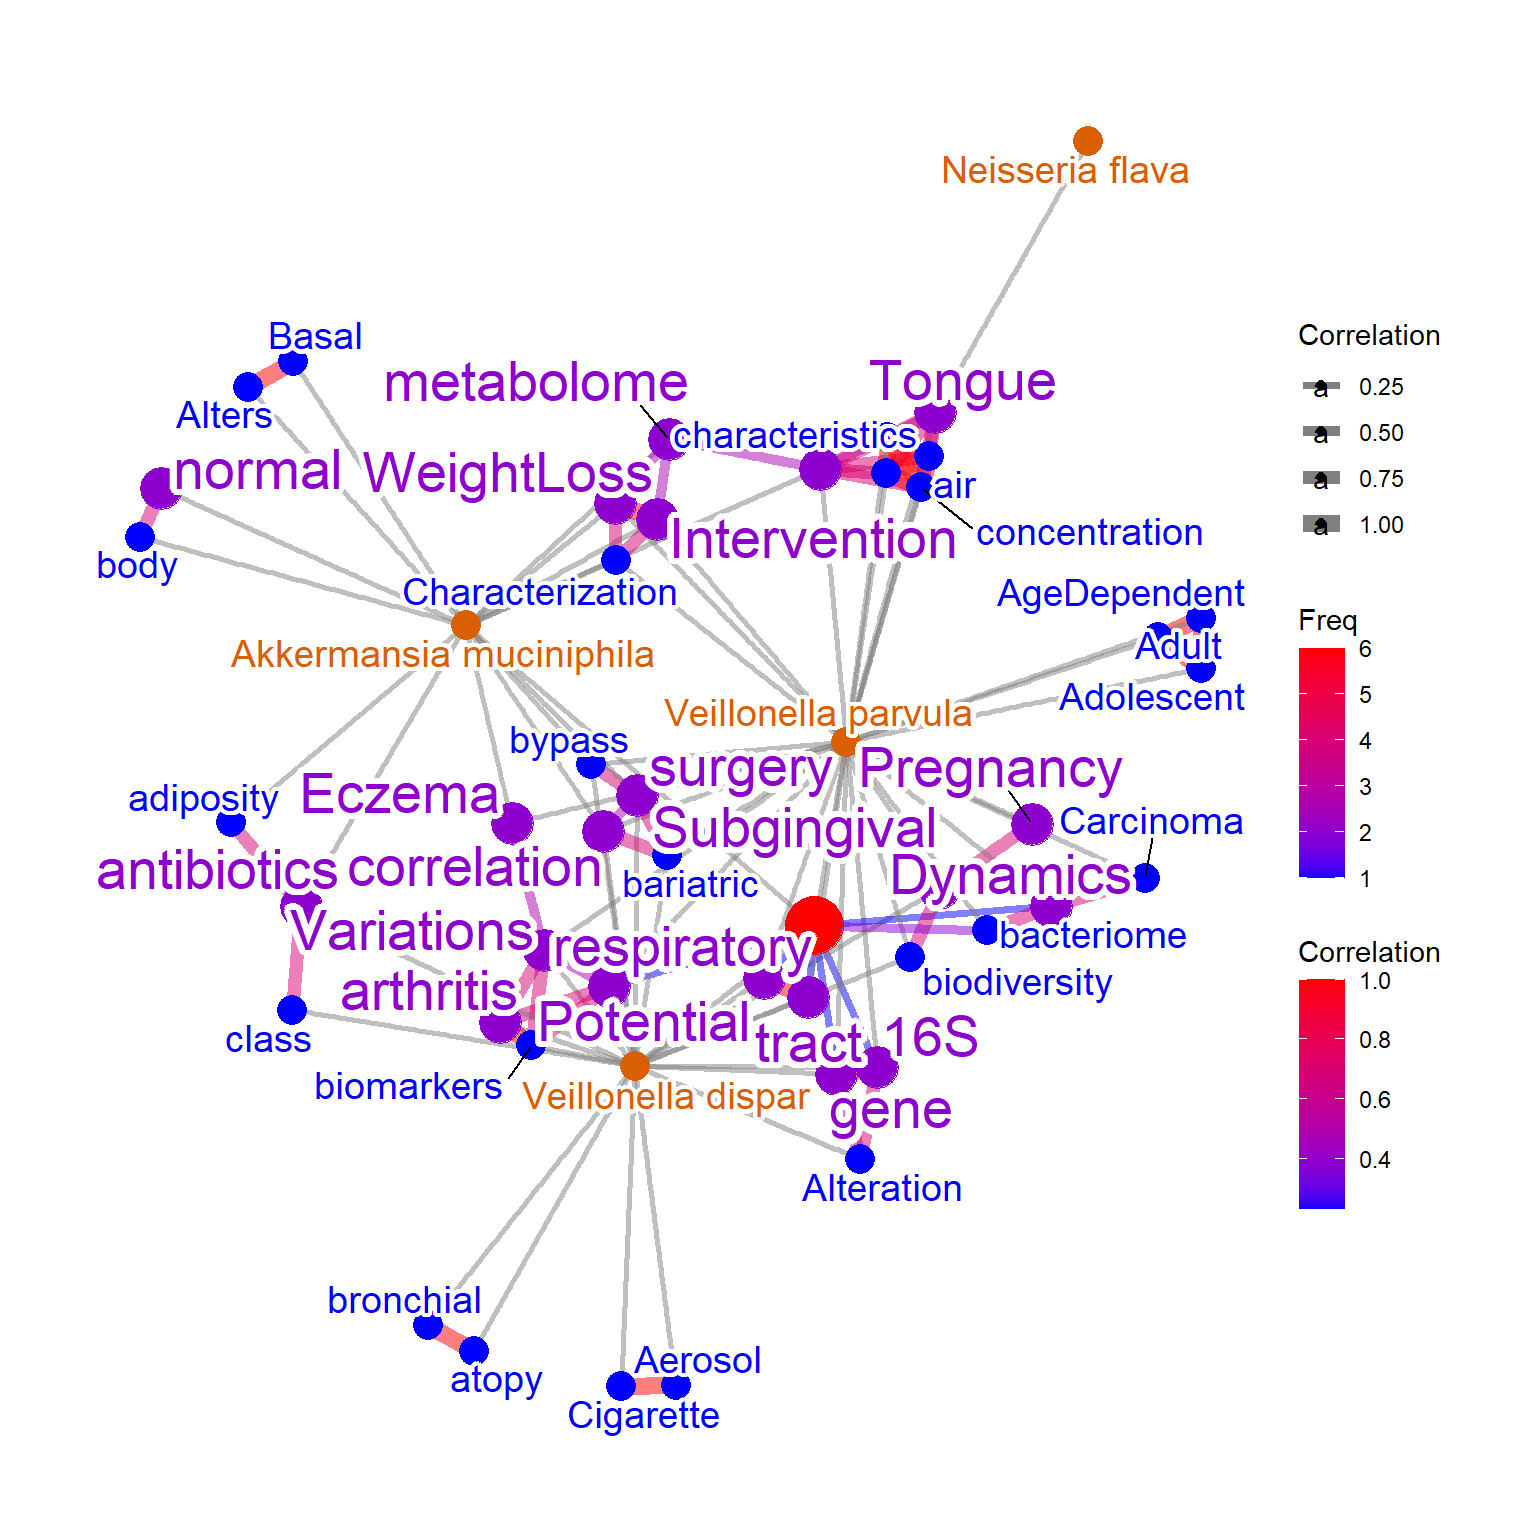 Neisseria flava
Basal
Alters
metabolome
Tongue
characteristics
normal
WeightLoss
air
concentration
Intervention
body
Characterization
AgeDependent
Adult
Akkermansia muciniphila
Adolescent
Veillonella parvula
bypass
surgery
Pregnancy
adiposity
Eczema
Subgingival
Carcinoma
antibiotics
correlation
bariatric
Dynamics
Variations
respiratory
bacteriome
arthritis
biodiversity
Potential
tract
16S
class
biomarkers
Veillonella dispar
gene
Alteration
bronchial
atopy
Aerosol
Cigarette
Correlation
a 0.25
a 0.50
a 0.75
a 1.00
Freq
6
5
4
3
2
1
Correlation
1.0
0.8
0.6
0.4